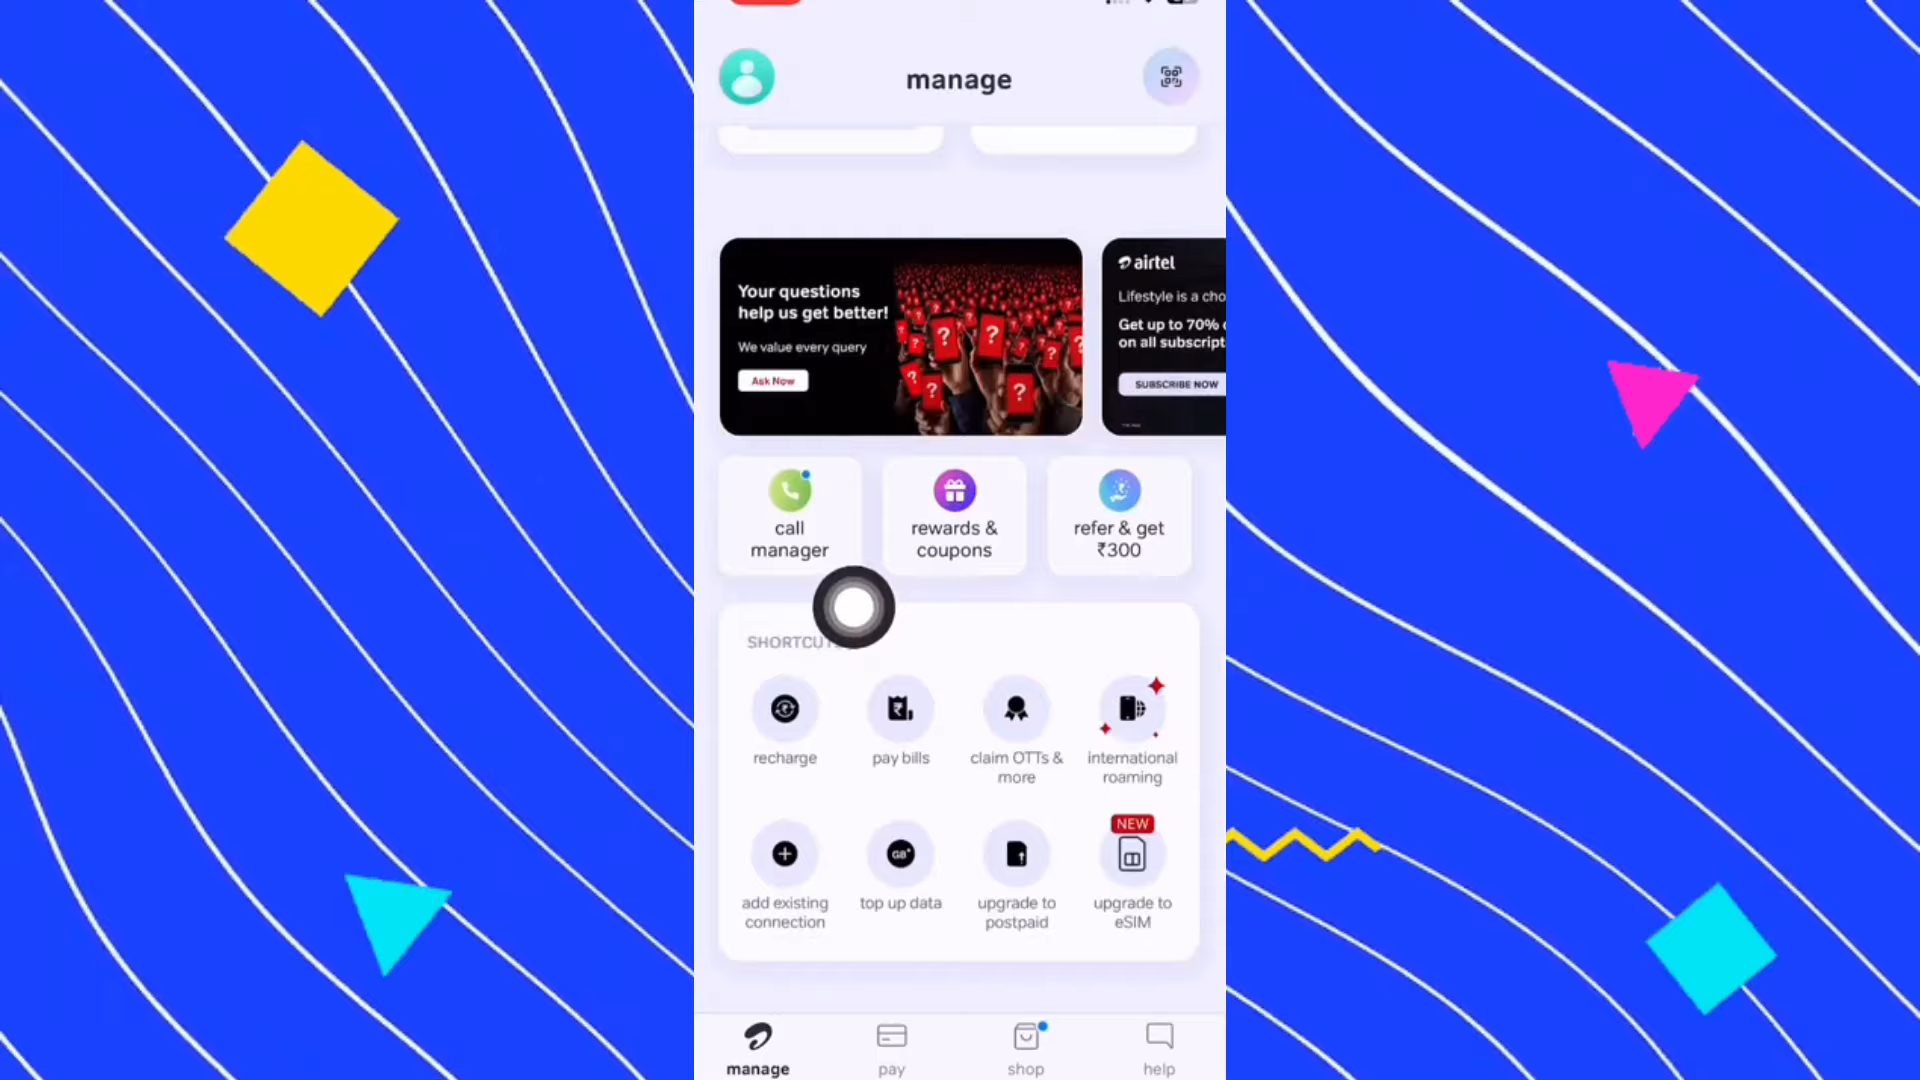 manage
Your questions
help us get better!
We value every query
Ask Now
airtel
Lifestyle is a cho
Get up to 70%
on all subscript
SUBSCRIBE NOW
call
manager
rewards &
coupons
refer & get
₹300
SHORTCUT
recharge
pay bills
claim OTTs &
more
international
roaming
add existing
connection
GB+
top up data
upgrade to
postpaid
NEW
upgrade to
eSIM
manage
pay
shop
help